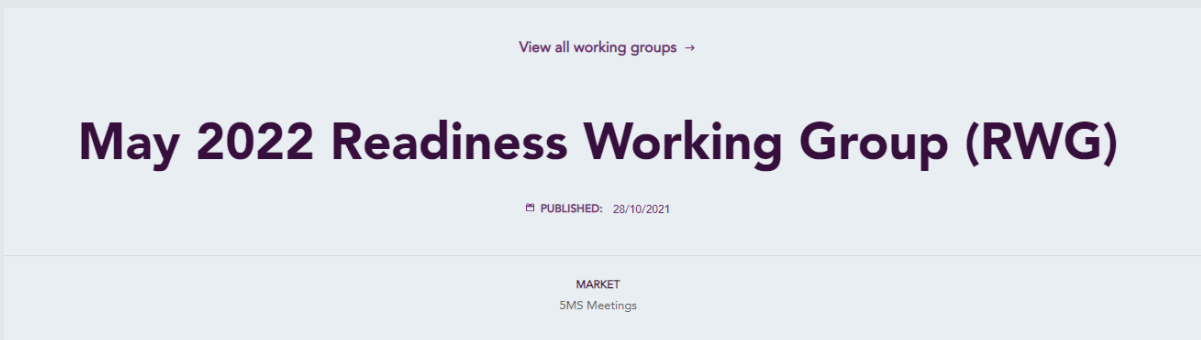 View all working groups →
May 2022 Readiness Working Group (RWG)
PUBLISHED: 28/10/2021
MARKET
5MS Meetings